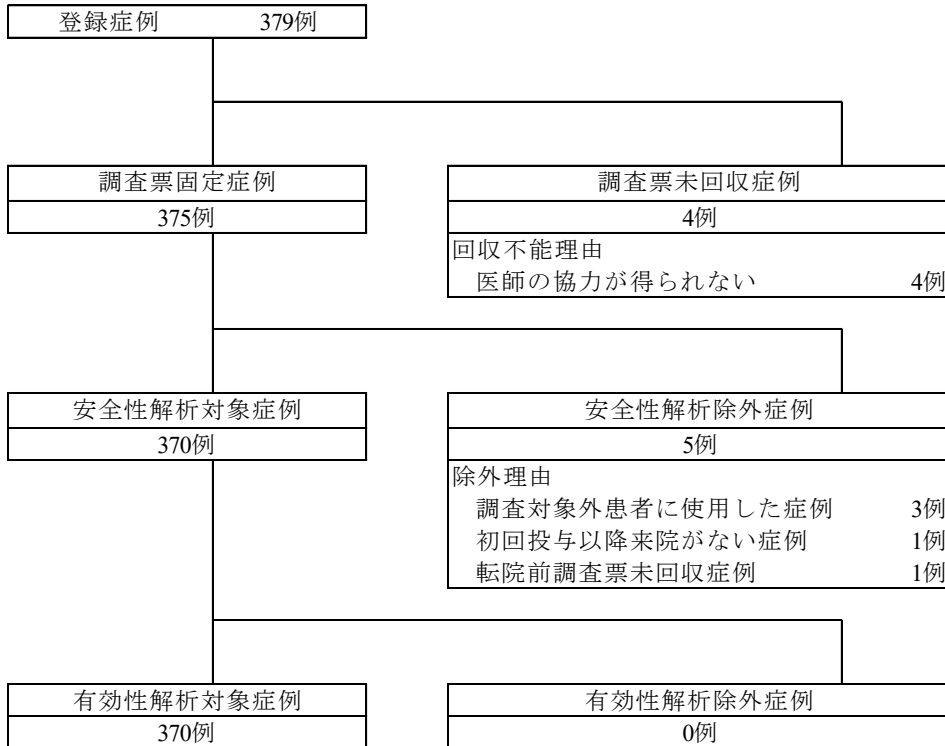 登録症例 379例
調査票固定症例
375例
調査票未回収症例
4例
回収不能理由
医師の協力が得られない 4例
安全性解析対象症例
370例
安全性解析除外症例
5例
除外理由
調査対象外患者に使用した症例 3例
初回投与以降来院がない症例 1例
転院前調査票未回収症例 1例
有効性解析対象症例
370例
有効性解析除外症例
0例